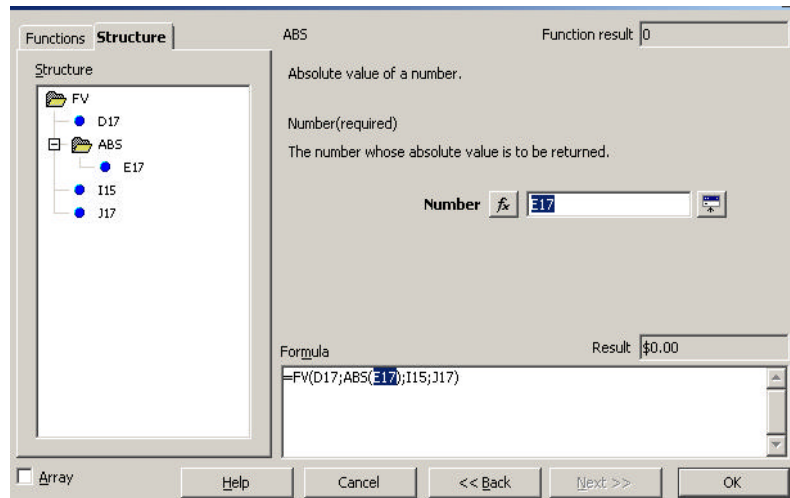 Functions Structure
ABS
Function result 0
Structure
FV
D17
ABS
E17
I15
J17
Absolute value of a number.
Number(required)
The number whose absolute value is to be returned.
Number fx E17
Formula
Result $0.00
=FV(D17;ABS(E17);I15;J17)
Array
Help
Cancel
<< Back
Next >>
OK